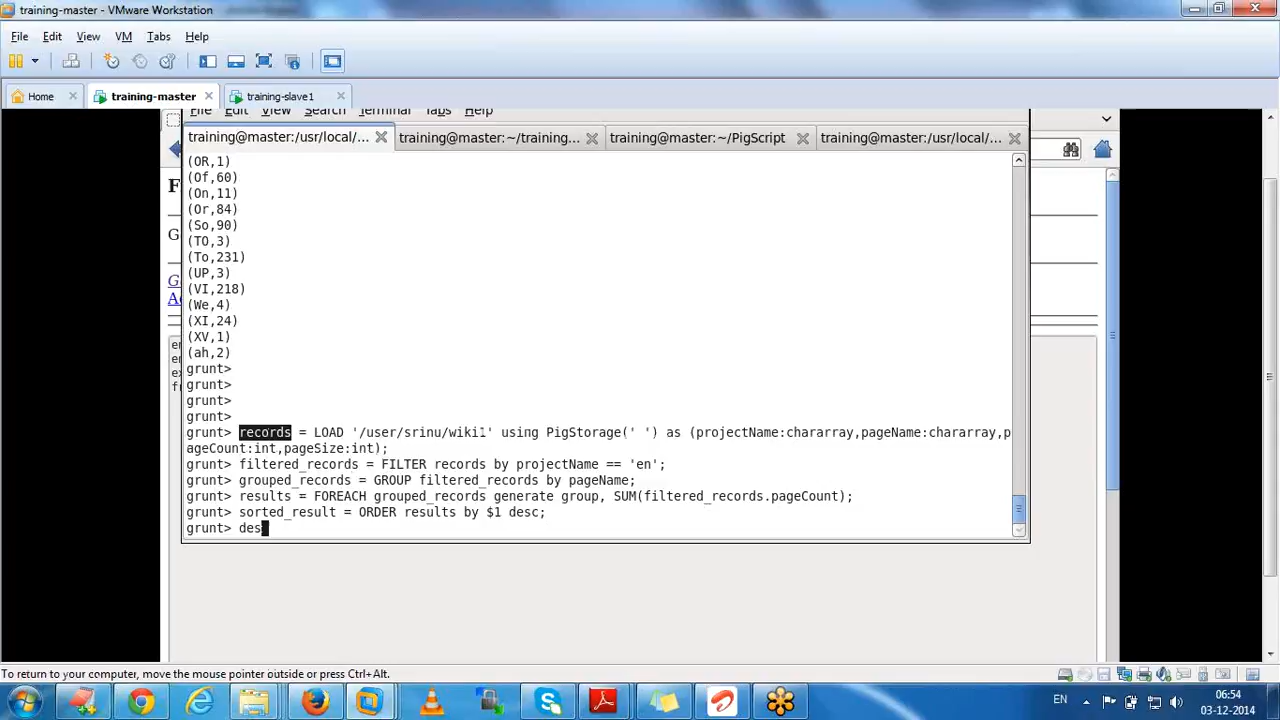 training-master - VMware Workstation
File Edit View VM Tabs Help
Home training-master training-slave1
File Edit View Search Terminal Tabs Help
training@master:/usr/local/... training@master:~/training... training@master:~/PigScript training@master:/usr/local/...
(OR,1)
(Of,60)
(On,11)
(Or,84)
(So,90)
(TO,3)
(To,231)
(UP,3)
(VI,218)
(We,4)
(XI,24)
(XV,1)
(ah,2)
grunt>
grunt>
grunt>
grunt>
grunt> records = LOAD '/user/srinu/wiki1' using PigStorage(' ') as (projectName:chararray,pageName:chararray,p
ageCount:int,pageSize:int);
grunt> filtered_records = FILTER records by projectName == 'en';
grunt> grouped_records = GROUP filtered_records by pageName;
grunt> results = FOREACH grouped_records generate group, SUM(filtered_records.pageCount);
grunt> sorted_result = ORDER results by $1 desc;
grunt> des
To return to your computer, move the mouse pointer outside or press Ctrl+Alt.
EN
06:54
03-12-2014